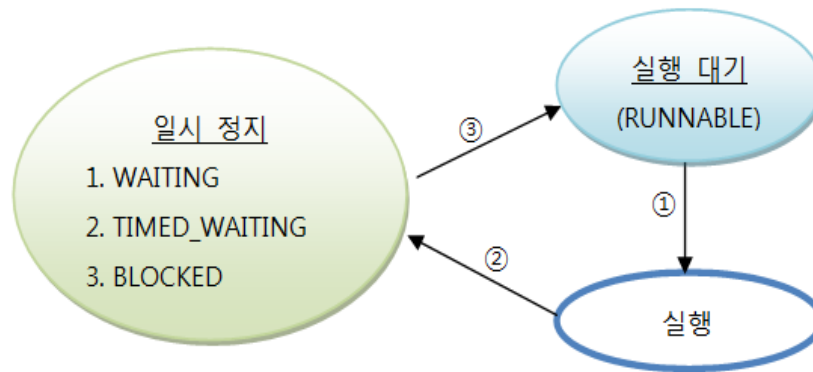 일시 정지
1. WAITING
2. TIMED_WAITING
3. BLOCKED
③
실행 대기
(RUNNABLE)
①
②
실행